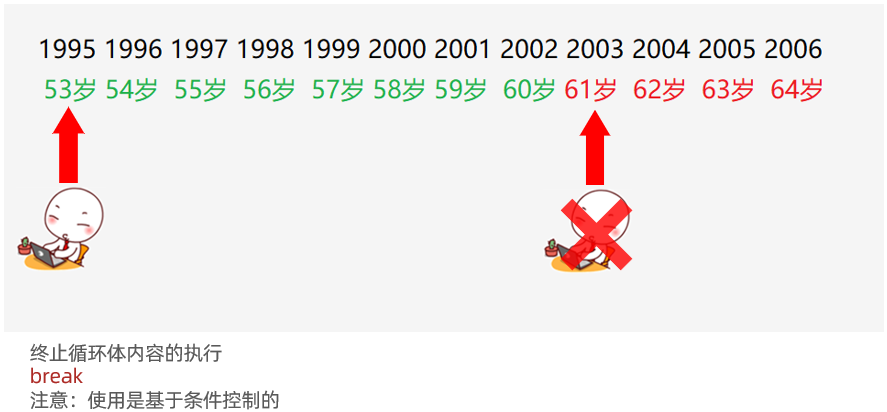 1995 1996 1997 1998 1999 2000 2001 2002 2003 2004 2005 2006
53岁 54岁 55岁 56岁 57岁 58岁 59岁 60岁 61岁 62岁 63岁 64岁
终止循环体内容的执行
break
注意：使用是基于条件控制的